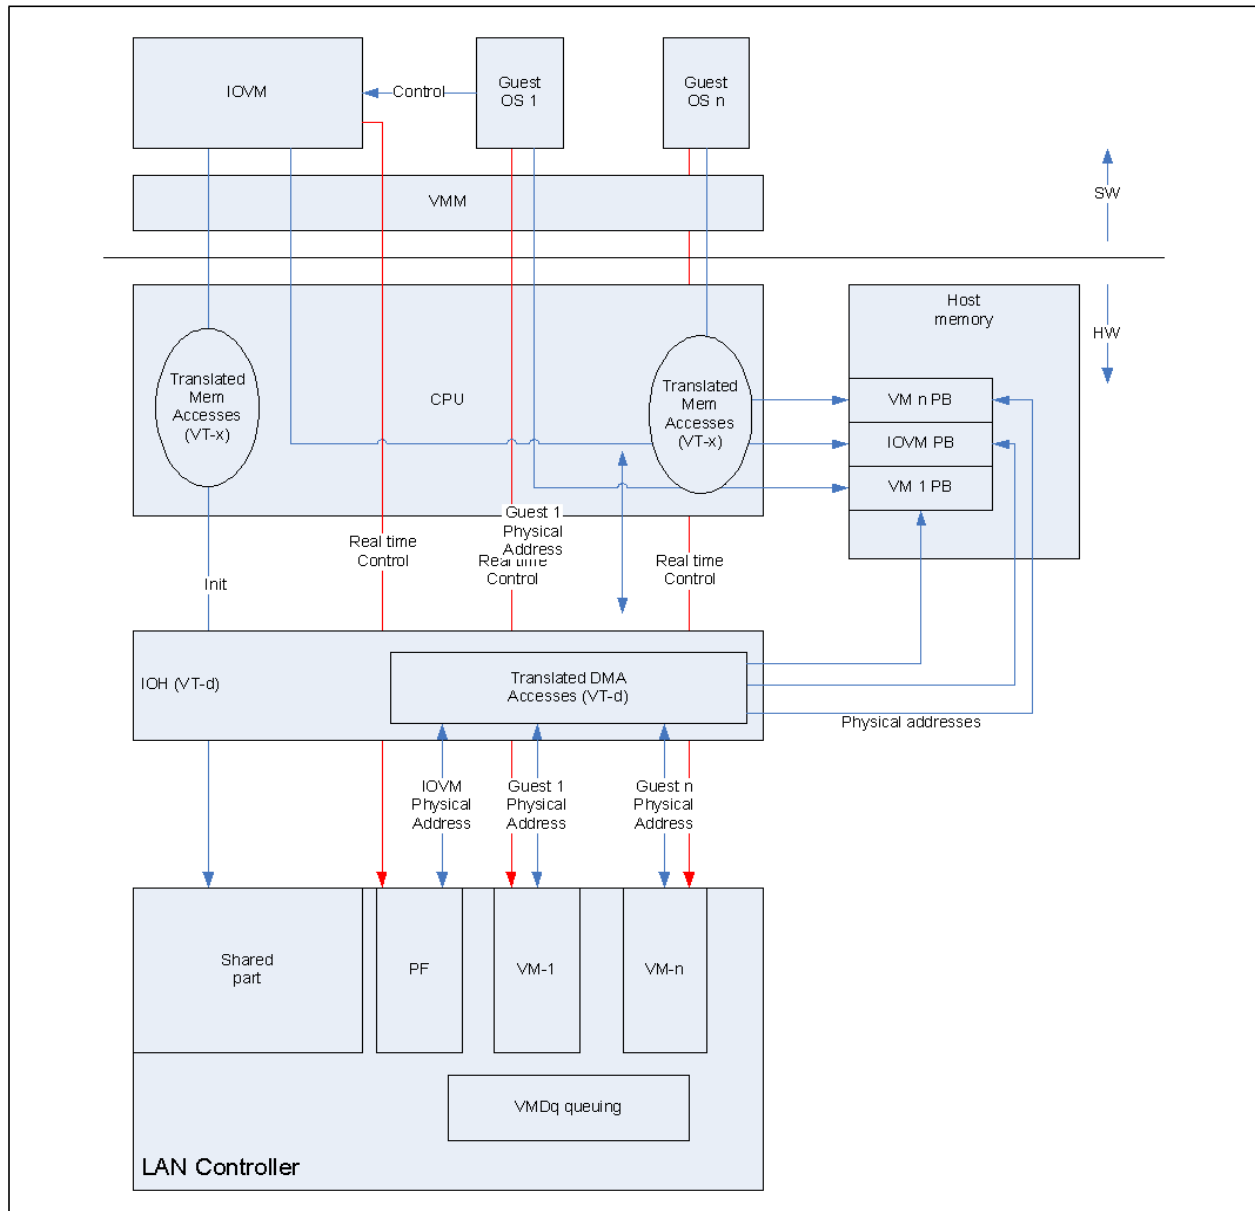 IOVM
Control
Guest
OS 1
Guest
OS n
VMM
SW
HW
Host
memory
Translated
Mem
Accesses
(VT-x)
CPU
Translated
Mem
Accesses
(VT-x)
VM n PB
IOVM PB
VM 1 PB
Guest 1
Physical
Address
Real time
Control
Real time
Control
Real time
Control
Init
IOH (VT-d)
Translated DMA
Accesses (VT-d)
Physical addresses
IOVM
Physical
Address
Guest 1
Physical
Address
Guest n
Physical
Address
Shared
part
PF
VM-1
VM-n
VMDq queuing
LAN Controller